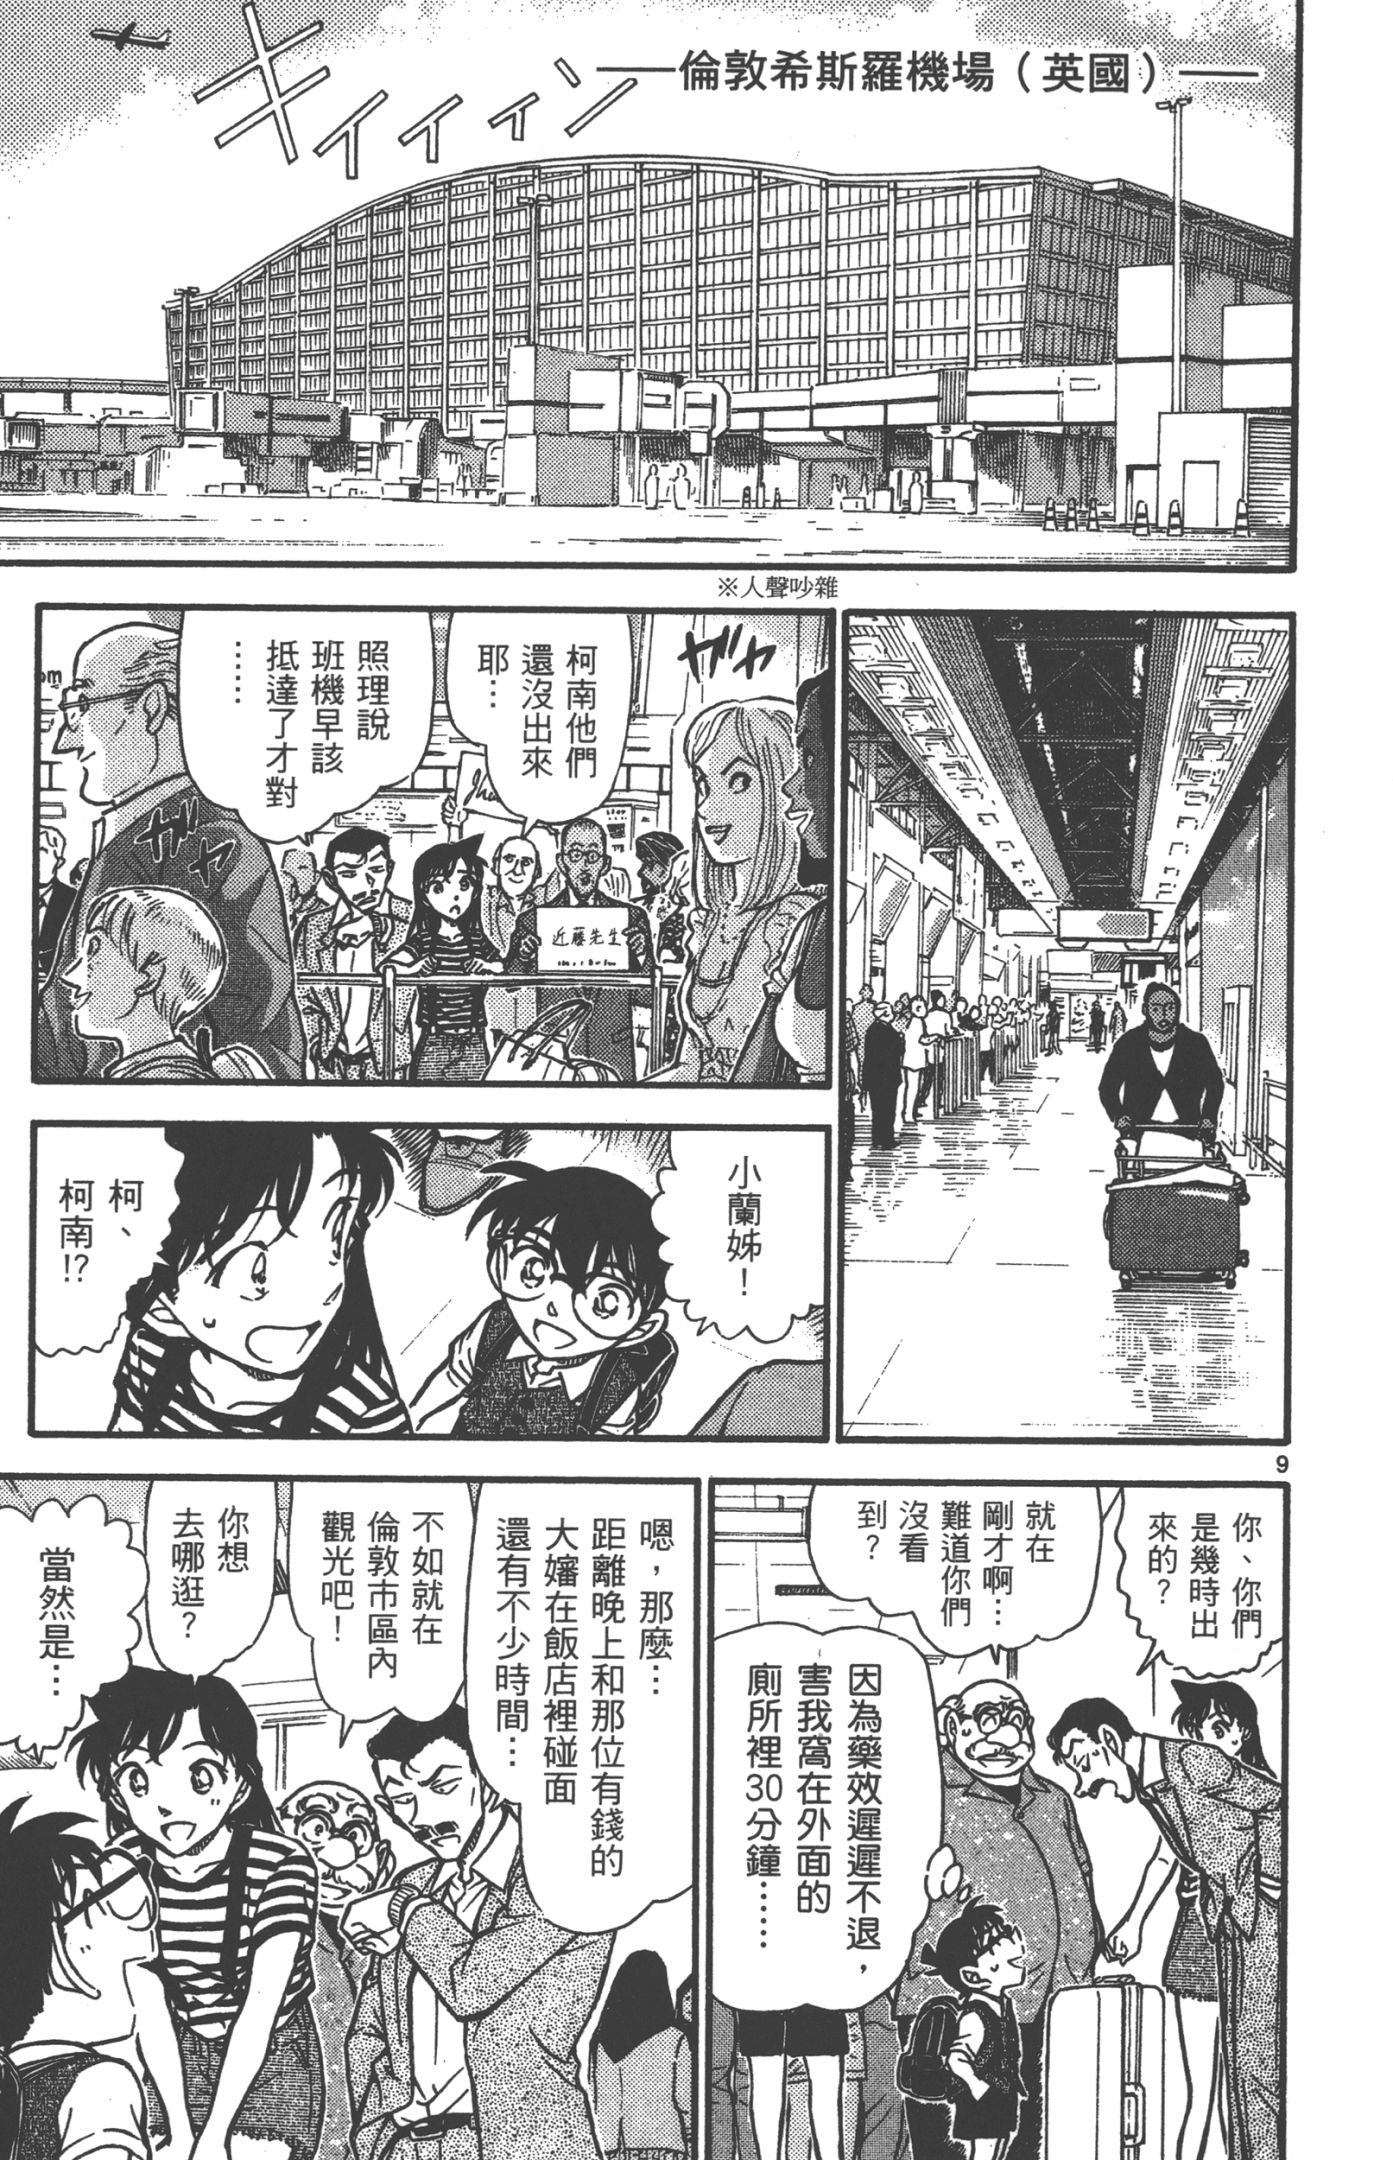 ——倫敦希斯羅機場（英國）——
キイイイン
※人聲吵雜
ガヤ
柯南他們
還沒出來
耶…
照理說
班機早該
抵達了才對
……
ガヤ
近藤先生
小蘭姊！
柯、
柯南!?
9
你、你們
是幾時出
來的？
就在
剛才啊…
難道你們
沒看
到？
因為藥效遲遲不退，
害我窩在外面的
廁所裡30分鐘……
嗯，那麼…
距離晚上和那位有錢的
大嬸在飯店裡碰面
還有不少時間…
不如就在
倫敦市區內
觀光吧！
你想
去哪逛？
當然是…